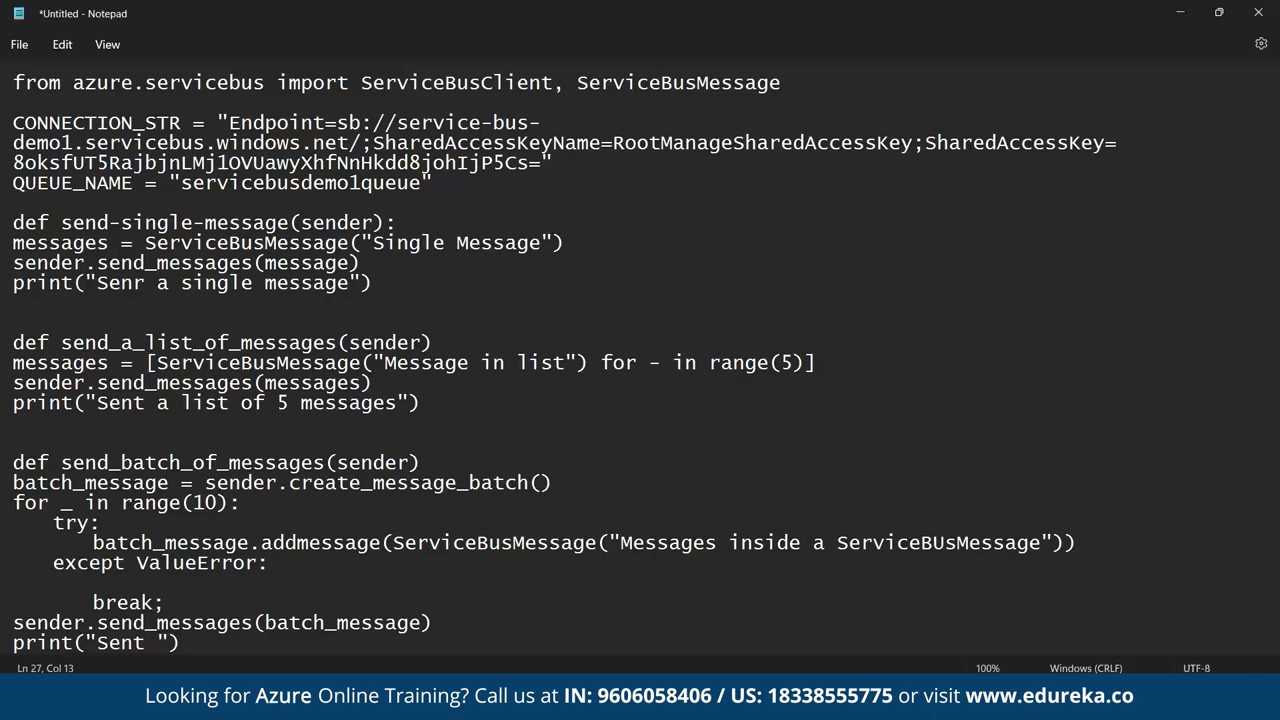 *Untitled - Notepad
File Edit View
from azure.servicebus import ServiceBusClient, ServiceBusMessage
CONNECTION_STR = "Endpoint=sb://service-bus-
demo1.servicebus.windows.net/;SharedAccessKeyName=RootManageSharedAccessKey;SharedAccessKey=
8oksfUT5RajbjnLMj1OVUawyXhfNnHkdd8johIjP5Cs="
QUEUE_NAME = "servicebusdemo1queue"
def send-single-message(sender):
messages = ServiceBusMessage("Single Message")
sender.send_messages(message)
print("Senr a single message")
def send_a_list_of_messages(sender)
messages = [ServiceBusMessage("Message in list") for - in range(5)]
sender.send_messages(messages)
print("Sent a list of 5 messages")
def send_batch_of_messages(sender)
batch_message = sender.create_message_batch()
for _ in range(10):
try:
batch_message.addmessage(ServiceBUsMessage("Messages inside a ServiceBUsMessage"))
except ValueError:
break;
sender.send_messages(batch_message)
print("Sent ")
Ln 27, Col 13 100% Windows (CRLF) UTF-8
Looking for Azure Online Training? Call us at IN: 9606058406 / US: 18338555775 or visit www.edureka.co